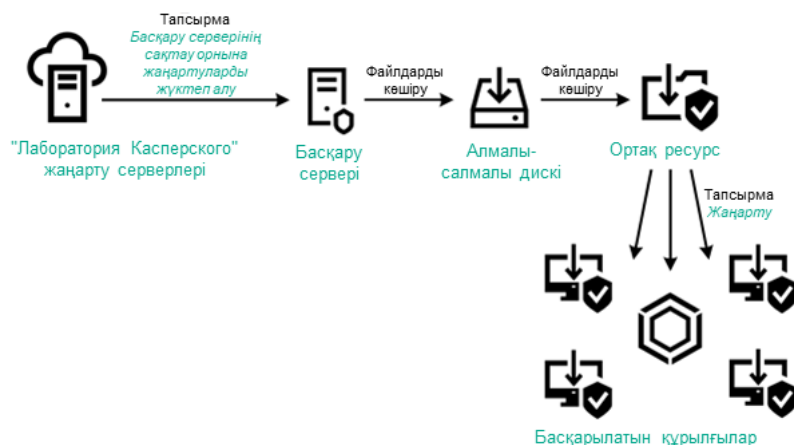 Тапсырма
Басқару серверінің
сақтау орнына
жаңартуларды
жүктеп алу
Файлдарды
көшіру
Файлдарды
көшіру
"Лаборатория Касперского"
жаңарту серверлері
Басқару
сервері
Алмалы-
салмалы дискі
Ортақ ресурс
Тапсырма
Жаңарту
Басқарылатын құрылғылар